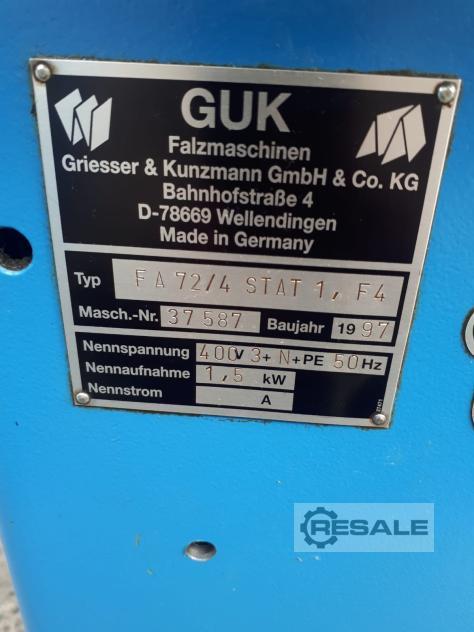 GUK
Falzmaschinen
Griesser & Kunzmann GmbH & Co. KG
Bahnhofstraße 4
D-78669 Wellendingen
Made in Germany
Typ FA 72/4 STAT 1, F4
Masch.-Nr. 37587 Baujahr 1997
Nennspannung 400V 3+N+PE 50Hz
Nennaufnahme 1,5 kW
Nennstrom A
RESALE